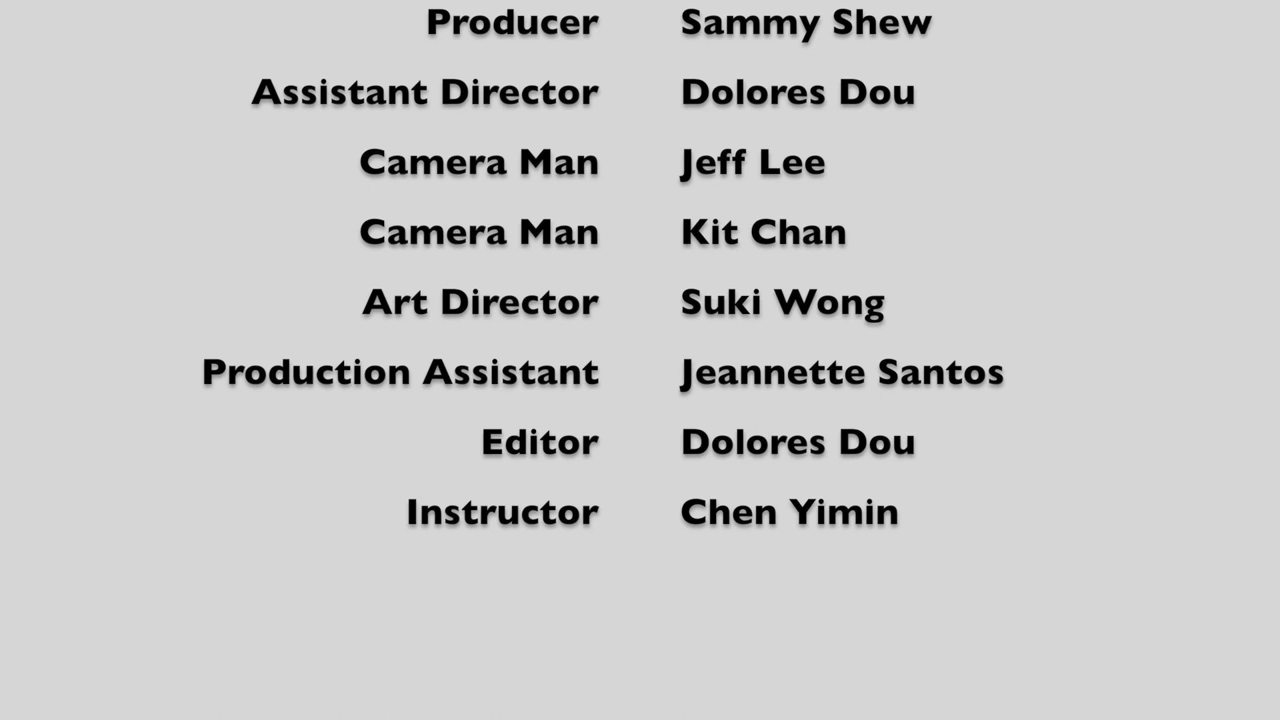 Producer Sammy Shew
Assistant Director Dolores Dou
Camera Man Jeff Lee
Camera Man Kit Chan
Art Director Suki Wong
Production Assistant Jeannette Santos
Editor Dolores Dou
Instructor Chen Yimin